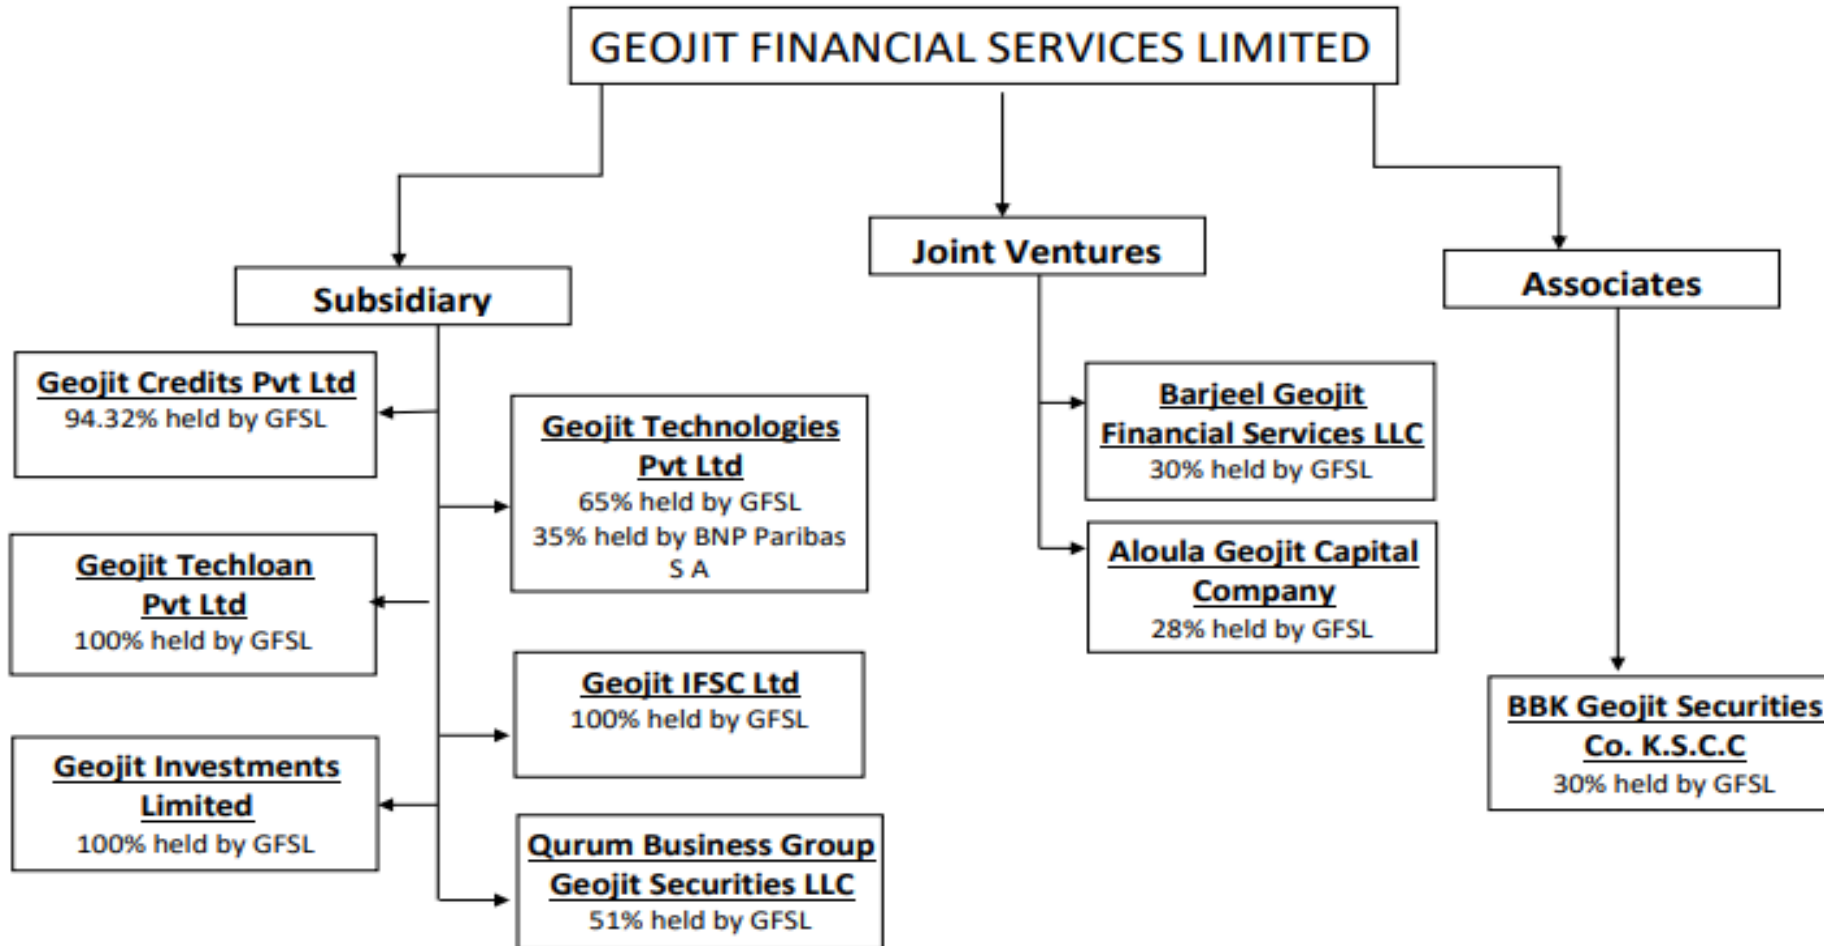 GEOJIT FINANCIAL SERVICES LIMITED
Subsidiary
Geojit Credits Pvt Ltd
94.32% held by GFSL
Geojit Technologies
Pvt Ltd
65% held by GFSL
35% held by BNP Paribas
S A
Geojit Techloan
Pvt Ltd
100% held by GFSL
Geojit IFSC Ltd
100% held by GFSL
Geojit Investments
Limited
100% held by GFSL
Qurum Business Group
Geojit Securities LLC
51% held by GFSL
Joint Ventures
Barjeel Geojit
Financial Services LLC
30% held by GFSL
Aloula Geojit Capital
Company
28% held by GFSL
Associates
BBK Geojit Securities
Co. K.S.C.C
30% held by GFSL